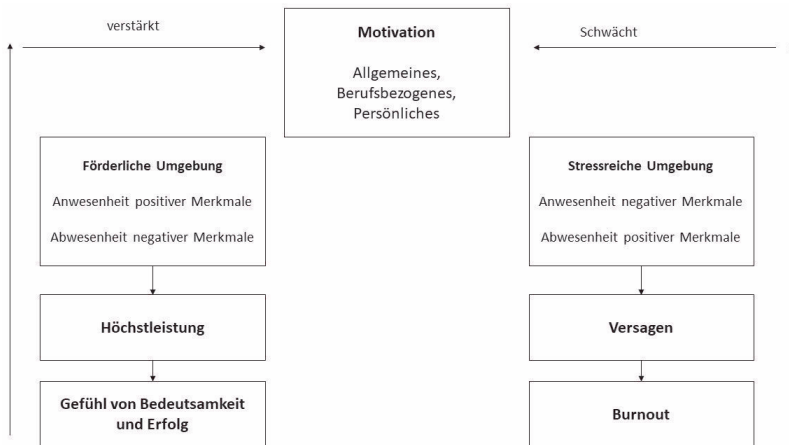 verstärkt
Motivation
Schwächt
Allgemeines,
Berufsbezogenes,
Persönliches
Förderliche Umgebung
Anwesenheit positiver Merkmale
Abwesenheit negativer Merkmale
Stressreiche Umgebung
Anwesenheit negativer Merkmale
Abwesenheit positiver Merkmale
Höchstleistung
Versagen
Gefühl von Bedeutsamkeit
und Erfolg
Burnout